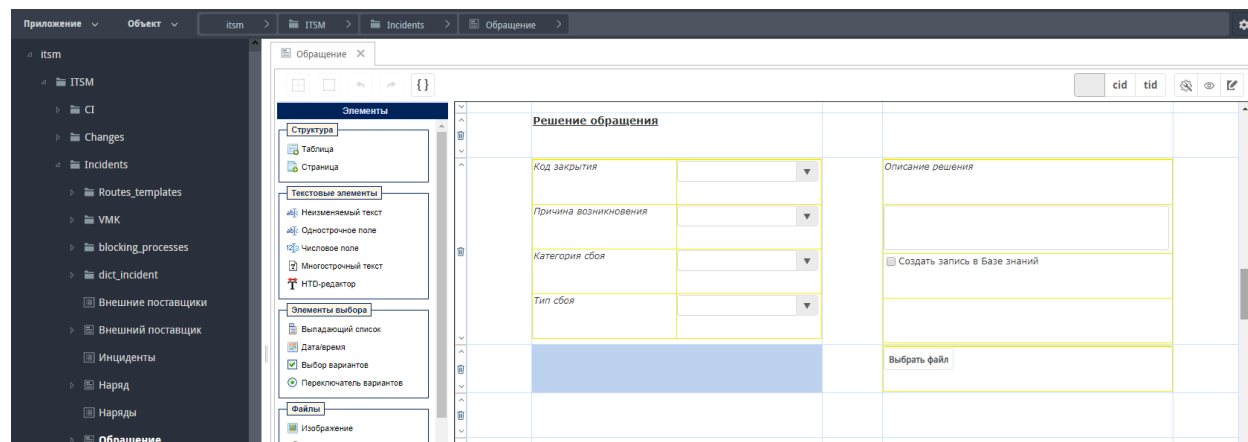 Приложение Объект itsm ITSM Incidents Обращение
itsm
ITSM
CI
Changes
Incidents
Routes_templates
VMK
blocking_processes
dict_incident
Внешние поставщики
Внешний поставщик
Инциденты
Наряд
Наряды
Обращение
Обращение
{ } cid tid
Элементы
Структура
Таблица
Страница
Текстовые элементы
Неизменяемый текст
Однострочное поле
Числовое поле
Многострочный текст
HTD-редактор
Элементы выбора
Выпадающий список
Дата/время
Выбор вариантов
Переключатель вариантов
Файлы
Изображение
Решение обращения
Код закрытия
Причина возникновения
Категория сбоя
Тип сбоя
Описание решения
Создать запись в Базе знаний
Выбрать файл